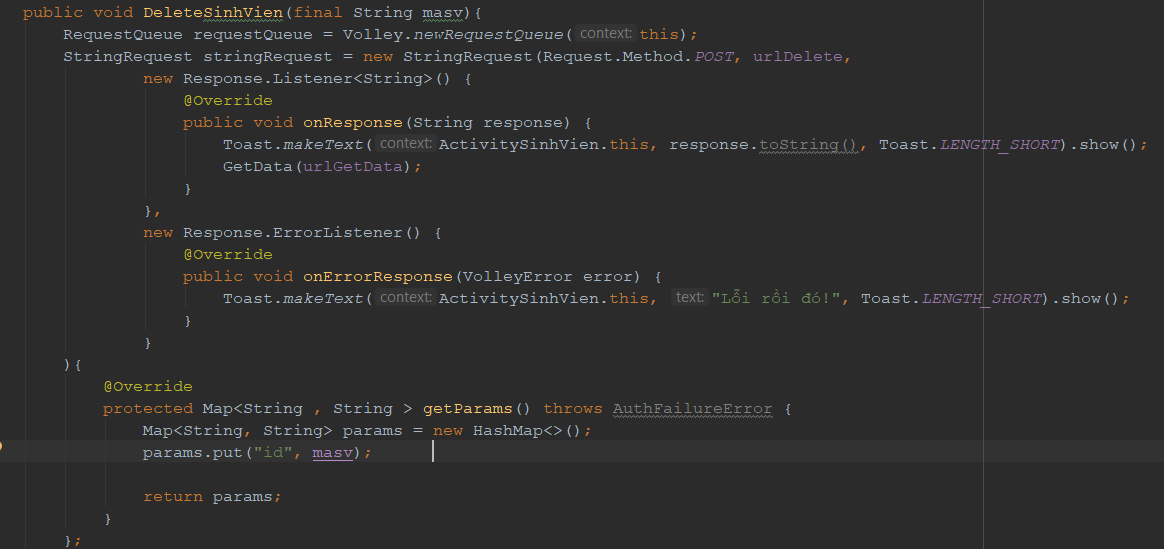 public void DeleteSinhVien(final String masv){
RequestQueue requestQueue = Volley.newRequestQueue( context: this);
StringRequest stringRequest = new StringRequest(Request.Method.POST, urlDelete,
new Response.Listener<String>() {
@Override
public void onResponse(String response) {
Toast.makeText( context: ActivitySinhVien.this, response.toString(), Toast.LENGTH_SHORT).show();
GetData(urlGetData);
}
},
new Response.ErrorListener() {
@Override
public void onErrorResponse(VolleyError error) {
Toast.makeText( context: ActivitySinhVien.this, text: "Lỗi rồi đó!", Toast.LENGTH_SHORT).show();
}
}
){
@Override
protected Map<String , String > getParams() throws AuthFailureError {
Map<String, String> params = new HashMap<>();
params.put("id", masv);
return params;
}
};